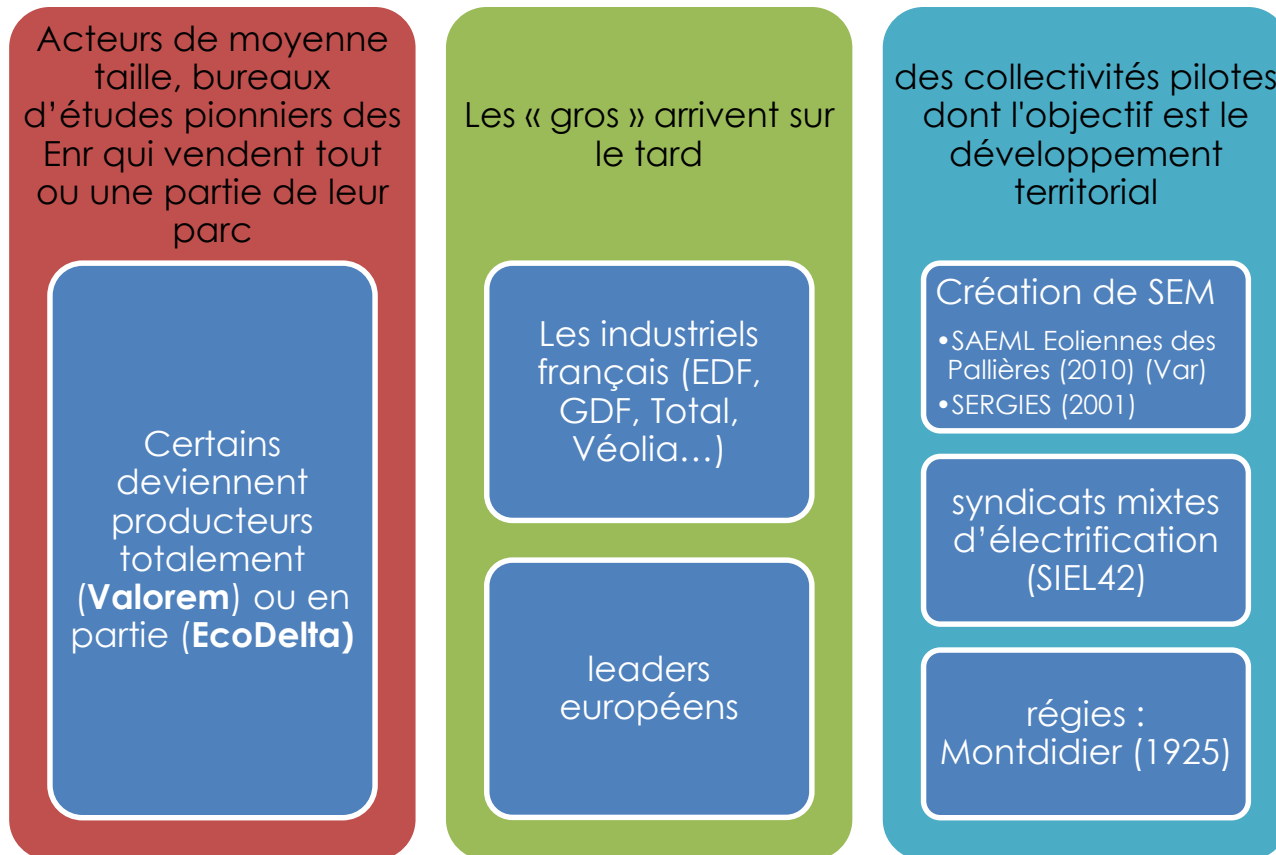 Acteurs de moyenne
taille, bureaux
d’études pionniers des
Enr qui vendent tout
ou une partie de leur
parc
Certains
deviennent
producteurs
totalement
(Valorem) ou en
partie (EcoDelta)
Les « gros » arrivent sur
le tard
Les industriels
français (EDF,
GDF, Total,
Véolia…)
leaders
européens
des collectivités pilotes
dont l'objectif est le
développement
territorial
Création de SEM
•SAEML Eoliennes des
Pallières (2010) (Var)
•SERGIES (2001)
syndicats mixtes
d’électrification
(SIEL42)
régies :
Montdidier (1925)